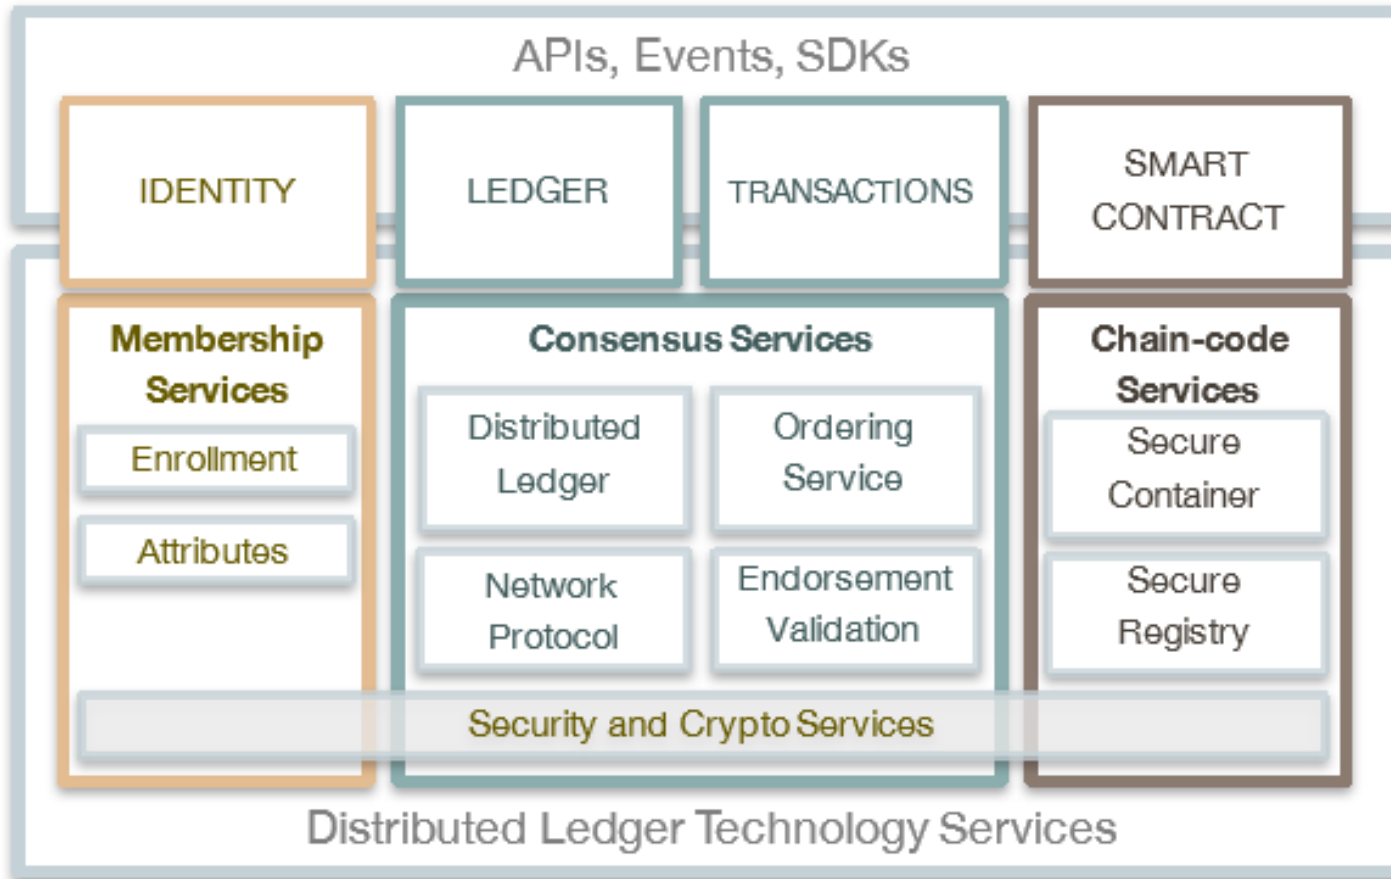 APIs, Events, SDKs
IDENTITY
LEDGER
TRANSACTIONS
SMART
CONTRACT
Membership
Services
Enrollment
Attributes
Consensus Services
Distributed
Ledger
Ordering
Service
Network
Protocol
Endorsement
Validation
Chain-code
Services
Secure
Container
Secure
Registry
Security and Crypto Services
Distributed Ledger Technology Services